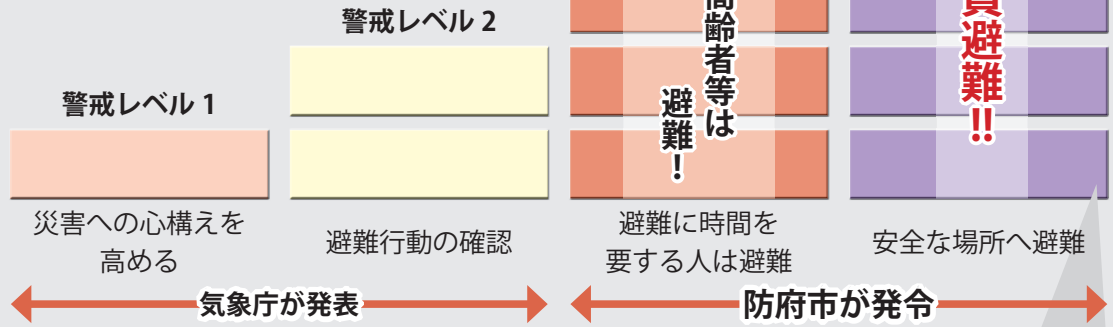 警戒レベル 2
警戒レベル 1
齢者等は
避難！
避難!!
災害への心構えを
高める
避難行動の確認
避難に時間を
要する人は避難
安全な場所へ避難
気象庁が発表
防府市が発令